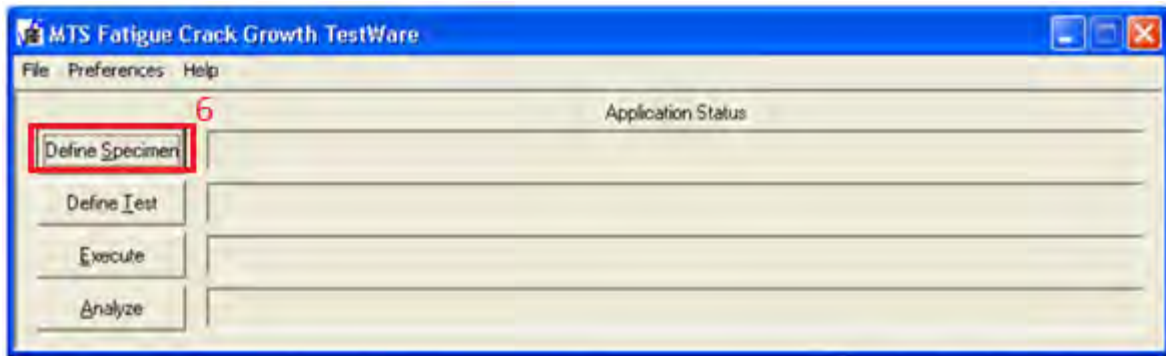 MTS Fatigue Crack Growth TestWare
File Preferences Help
6
Application Status
Define Specimen
Define Test
Execute
Analyze